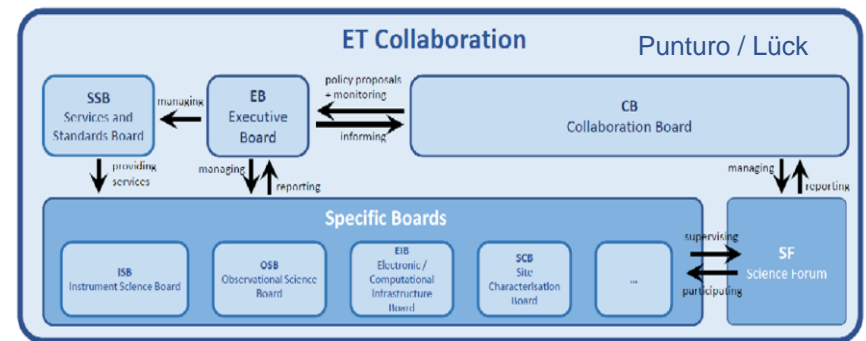 ET Collaboration
Punturo / Lück
SSB
Services and
Standards Board
managing
EB
Executive
Board
policy proposals
+ monitoring
informing
CB
Collaboration Board
providing
services
managing
reporting
managing
reporting
Specific Boards
ISB
Instrument Science Board
OSB
Observational Science
Board
EIB
Electronic /
Computational
Infrastructure
Board
SCB
Site
Characterisation
Board
...
supervising
participating
SF
Science Forum